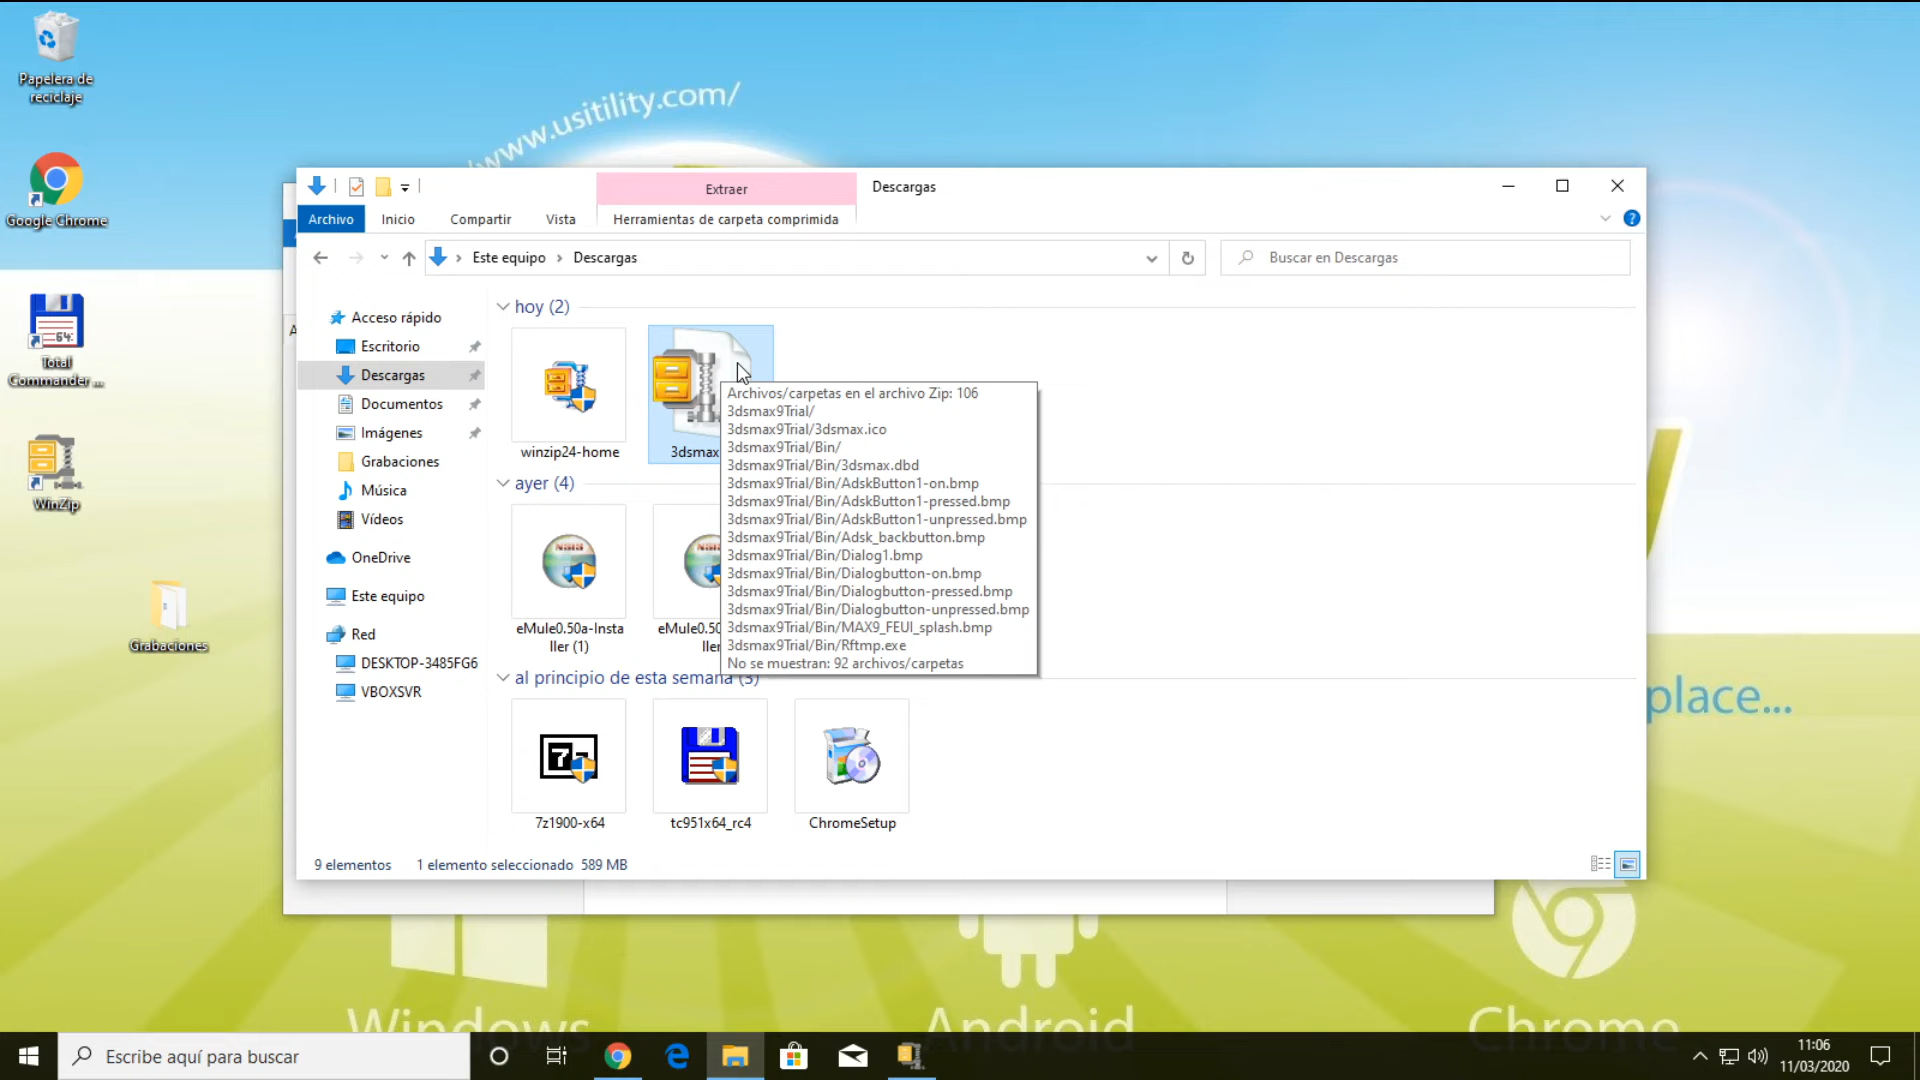 Papelera de
reciclaje
Google Chrome
64
Total
Commander ...
WinZip
Grabaciones
www.usitility.com/
Extraer
Descargas
Archivo
Inicio
Compartir
Vista
Herramientas de carpeta comprimida
Este equipo
Descargas
Buscar en Descargas
Acceso rápido
Escritorio
Descargas
Documentos
Imágenes
Grabaciones
Música
Vídeos
OneDrive
Este equipo
Red
DESKTOP-3485FG6
VBOXSVR
hoy (2)
winzip24-home
3dsmax
Archivos/carpetas en el archivo Zip: 106
3dsmax9Trial/
3dsmax9Trial/3dsmax.ico
3dsmax9Trial/Bin/
3dsmax9Trial/Bin/3dsmax.dbd
3dsmax9Trial/Bin/AdskButton1-on.bmp
3dsmax9Trial/Bin/AdskButton1-pressed.bmp
3dsmax9Trial/Bin/AdskButton1-unpressed.bmp
3dsmax9Trial/Bin/Adsk_backbutton.bmp
3dsmax9Trial/Bin/Dialog1.bmp
3dsmax9Trial/Bin/Dialogbutton-on.bmp
3dsmax9Trial/Bin/Dialogbutton-pressed.bmp
3dsmax9Trial/Bin/Dialogbutton-unpressed.bmp
3dsmax9Trial/Bin/MAX9_FEUI_splash.bmp
3dsmax9Trial/Bin/Rftmp.exe
No se muestran: 92 archivos/carpetas
ayer (4)
eMule0.50a-Insta
ller (1)
eMule0.50
ller
al principio de esta semana (3)
7z1900-x64
tc951x64_rc4
ChromeSetup
9 elementos
1 elemento seleccionado 589 MB
place...
Windows
Android
Chrome
Escribe aquí para buscar
11:06
11/03/2020